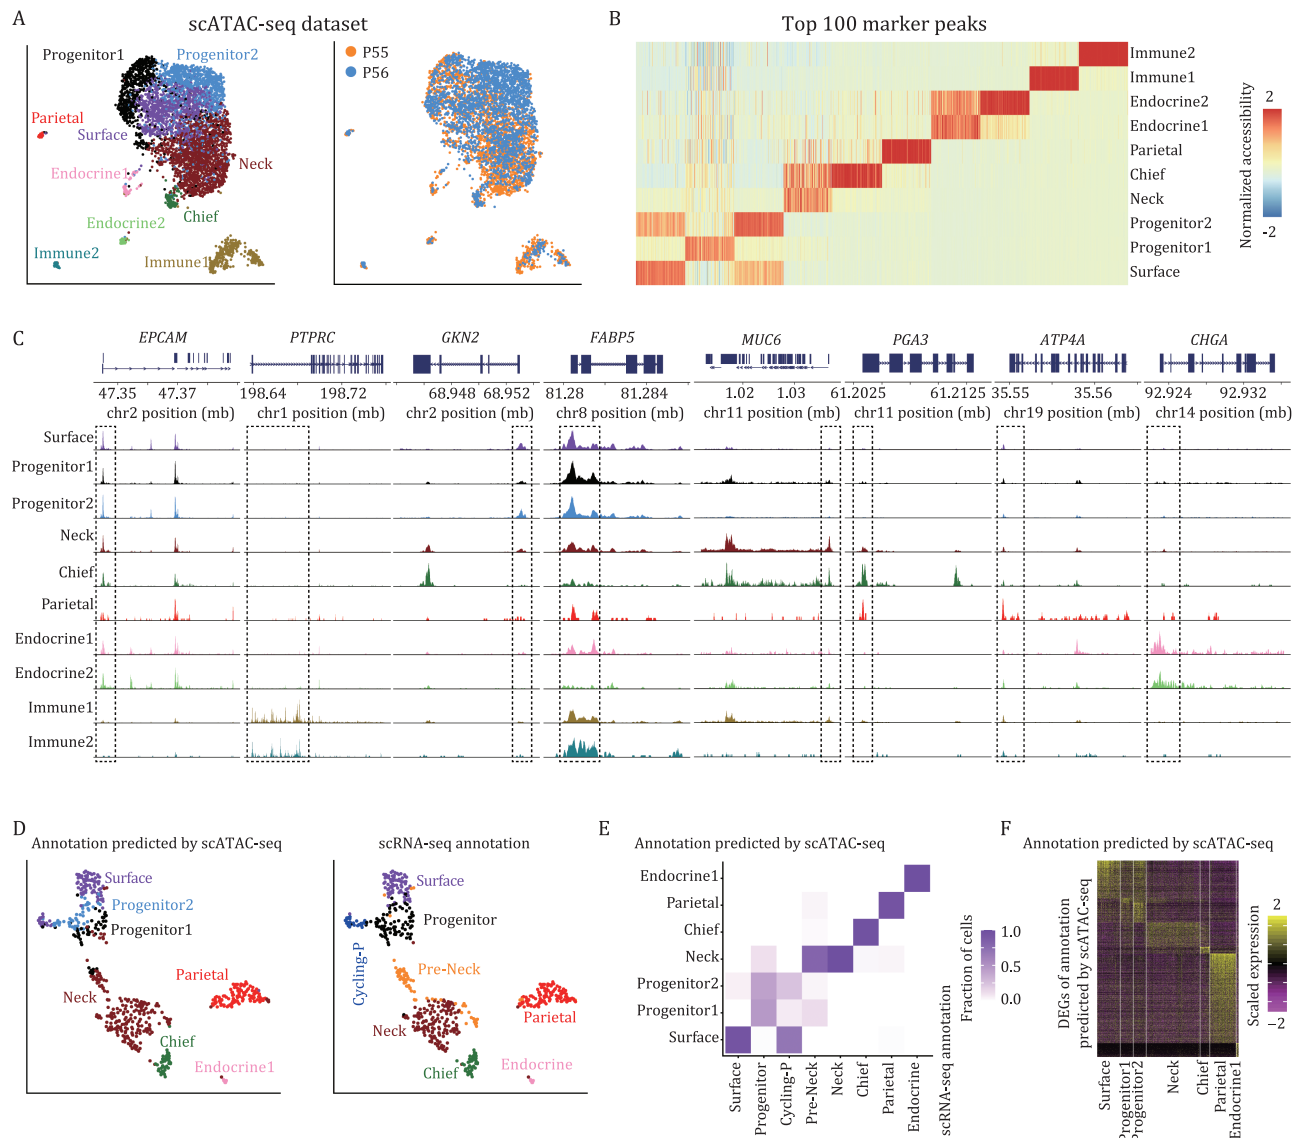 A
scATAC-seq dataset
Progenitor1
Progenitor2
Parietal
Surface
Neck
Endocrine1
Chief
Endocrine2
Immune2
Immune1
P55
P56
B
Top 100 marker peaks
Immune2
Immune1
Endocrine2
Endocrine1
Parietal
Chief
Neck
Progenitor2
Progenitor1
Surface
2
Normalized accessibility
-2
C
EPCAM PTPRC GKN2 FABP5 MUC6 PGA3 ATP4A CHGA
47.35 47.37 198.64 198.72 68.948 68.952 81.28 81.284 1.02 1.03 61.2025 61.2125 35.55 35.56 92.924 92.932
chr2 position (mb) chr1 position (mb) chr2 position (mb) chr8 position (mb) chr11 position (mb) chr11 position (mb) chr19 position (mb) chr14 position (mb)
Surface
Progenitor1
Progenitor2
Neck
Chief
Parietal
Endocrine1
Endocrine2
Immune1
Immune2
D
Annotation predicted by scATAC-seq
Surface
Progenitor2
Progenitor1
Neck
Parietal
Chief
Endocrine1
scRNA-seq annotation
Surface
Progenitor
Cycling-P
Pre-Neck
Neck
Parietal
Chief
Endocrine
E
Annotation predicted by scATAC-seq
Endocrine1
Parietal
Chief
Neck
Progenitor2
Progenitor1
Surface
Surface
Progenitor
Cycling-P
Pre-Neck
Neck
Chief
Parietal
Endocrine
scRNA-seq annotation
1.0
0.5
0.0
Fraction of cells
F
Annotation predicted by scATAC-seq
DEGs of annotation
predicted by scATAC-seq
Surface
Progenitor1
Progenitor2
Neck
Chief
Parietal
Endocrine1
2
Scaled expression
−2